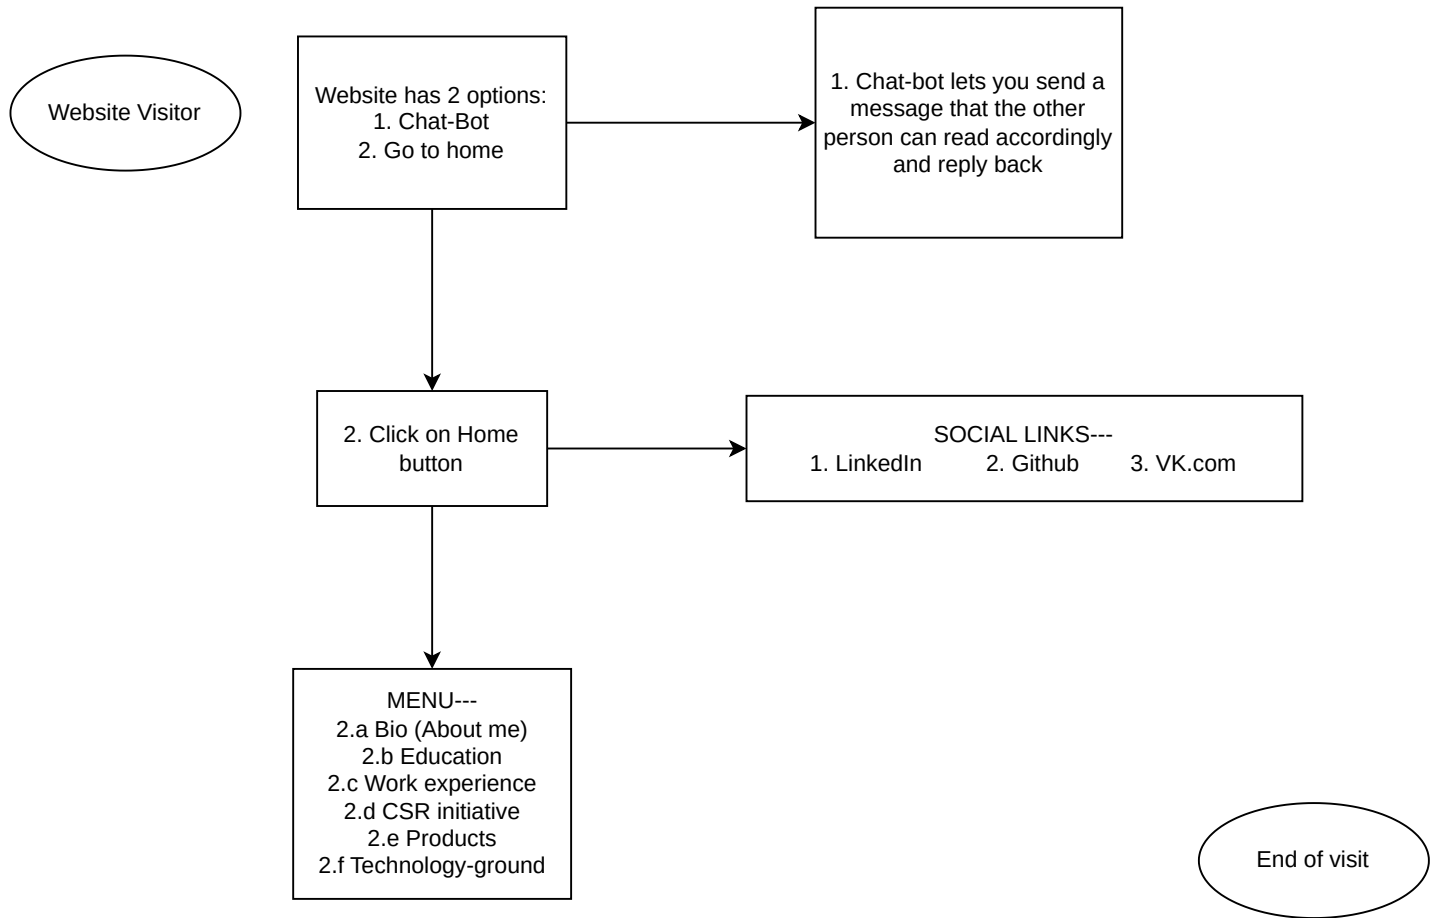 Website Visitor
Website has 2 options:
1. Chat-Bot
2. Go to home
1. Chat-bot lets you send a
message that the other
person can read accordingly
and reply back
2. Click on Home
button
SOCIAL LINKS---
1. LinkedIn 2. Github 3. VK.com
MENU---
2.a Bio (About me)
2.b Education
2.c Work experience
2.d CSR initiative
2.e Products
2.f Technology-ground
End of visit